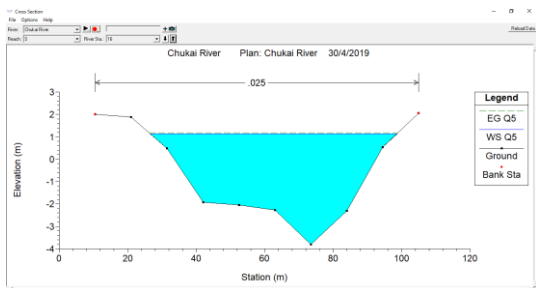 Cross Section
File Options Help
River: Chukai River
Reach: 0 River Sta.: 16
Reload Data
Chukai River Plan: Chukai River 30/4/2019
.025
Legend
EG Q5
WS Q5
Ground
Bank Sta
Elevation (m)
3
2
1
0
-1
-2
-3
-4
0 20 40 60 80 100 120
Station (m)